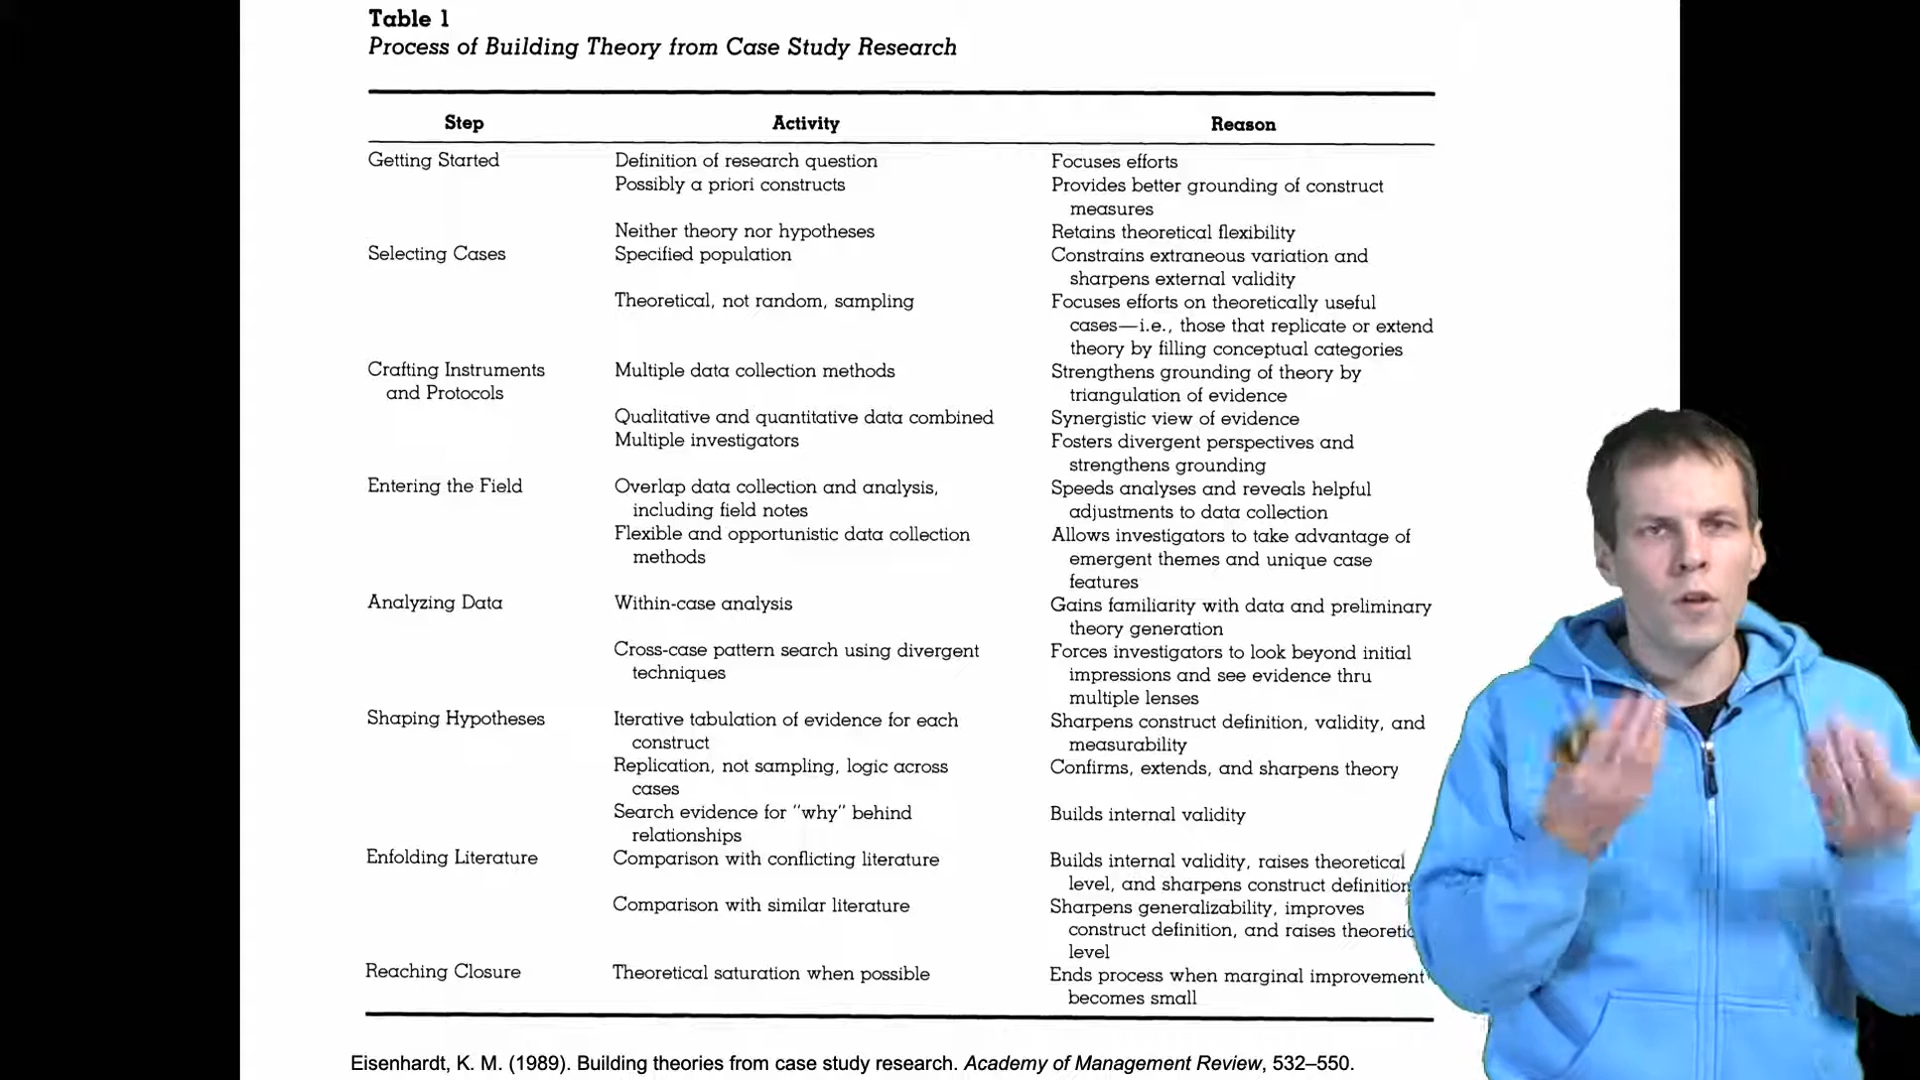 Table 1
Process of Building Theory from Case Study Research
Step Activity Reason
Getting Started Definition of research question Focuses efforts
Possibly a priori constructs Provides better grounding of construct
measures
Neither theory nor hypotheses Retains theoretical flexibility
Selecting Cases Specified population Constrains extraneous variation and
sharpens external validity
Theoretical, not random, sampling Focuses efforts on theoretically useful
cases—i.e., those that replicate or extend
theory by filling conceptual categories
Crafting Instruments Multiple data collection methods Strengthens grounding of theory by
and Protocols triangulation of evidence
Qualitative and quantitative data combined Synergistic view of evidence
Multiple investigators Fosters divergent perspectives and
strengthens grounding
Entering the Field Overlap data collection and analysis, Speeds analyses and reveals helpful
including field notes adjustments to data collection
Flexible and opportunistic data collection Allows investigators to take advantage of
methods emergent themes and unique case
features
Analyzing Data Within-case analysis Gains familiarity with data and preliminary
theory generation
Cross-case pattern search using divergent Forces investigators to look beyond initial
techniques impressions and see evidence thru
multiple lenses
Shaping Hypotheses Iterative tabulation of evidence for each Sharpens construct definition, validity, and
construct measurability
Replication, not sampling, logic across Confirms, extends, and sharpens theory
cases
Search evidence for "why" behind Builds internal validity
relationships
Enfolding Literature Comparison with conflicting literature Builds internal validity, raises theoretical
level, and sharpens construct definition
Comparison with similar literature Sharpens generalizability, improves
construct definition, and raises
level
Reaching Closure Theoretical saturation when possible Ends process when marginal improvement
becomes small
Eisenhardt, K. M. (1989). Building theories from case study research. Academy of Management Review, 532–550.